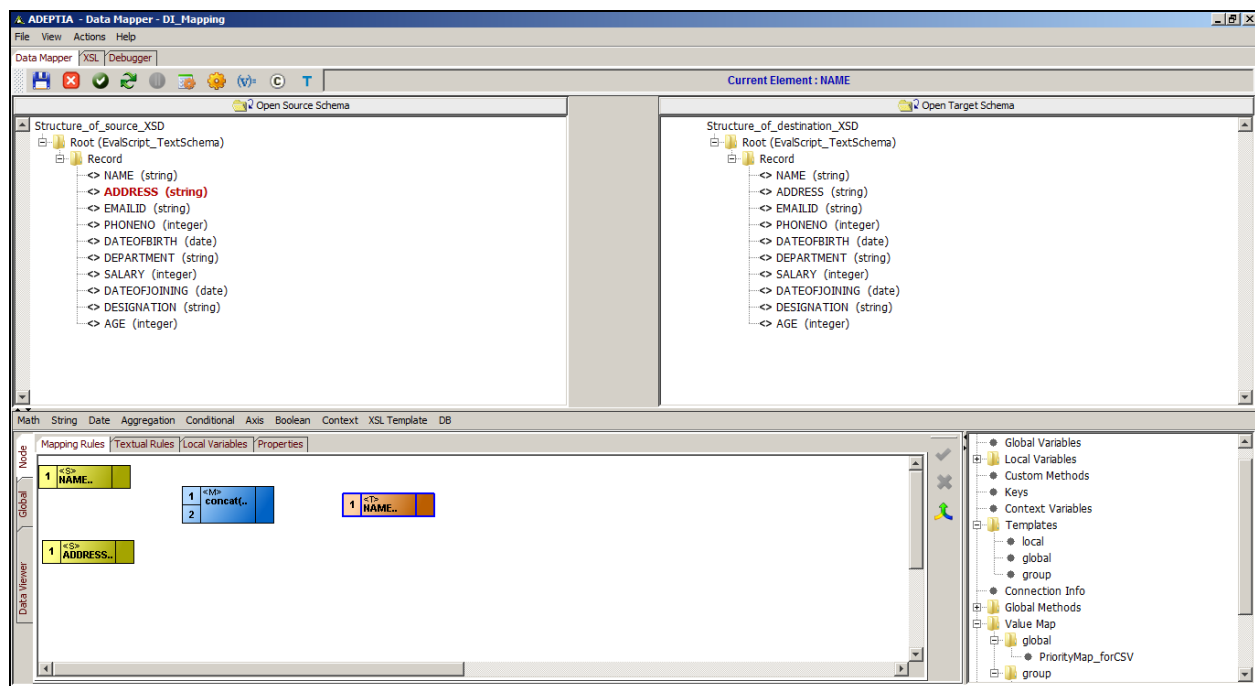 ADEPTIA - Data Mapper - DI_Mapping
File View Actions Help
Data Mapper XSL Debugger
(v)= C T Current Element : NAME
Open Source Schema
Open Target Schema
Structure_of_source_XSD
Root (EvalScript_TextSchema)
Record
<> NAME (string)
<> ADDRESS (string)
<> EMAILID (string)
<> PHONENO (integer)
<> DATEOFBIRTH (date)
<> DEPARTMENT (string)
<> SALARY (integer)
<> DATEOFJOINING (date)
<> DESIGNATION (string)
<> AGE (integer)
Structure_of_destination_XSD
Root (EvalScript_TextSchema)
Record
<> NAME (string)
<> ADDRESS (string)
<> EMAILID (string)
<> PHONENO (integer)
<> DATEOFBIRTH (date)
<> DEPARTMENT (string)
<> SALARY (integer)
<> DATEOFJOINING (date)
<> DESIGNATION (string)
<> AGE (integer)
Math String Date Aggregation Conditional Axis Boolean Context XSL Template DB
Node
Global
Data Viewer
Mapping Rules Textual Rules Local Variables Properties
1 <S> NAME..
1 <M> concat(..
2
1 <T> NAME..
1 <S> ADDRESS..
Global Variables
Local Variables
Custom Methods
Keys
Context Variables
Templates
local
global
group
Connection Info
Global Methods
Value Map
global
PriorityMap_forCSV
group